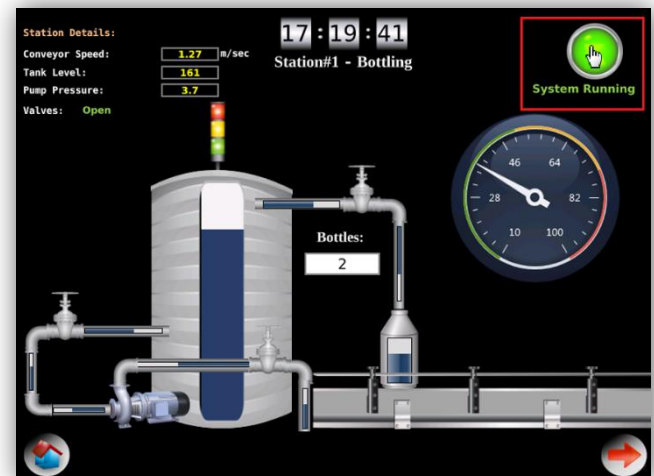 Station Details:
Conveyor Speed: 1.27 m/sec
Tank Level: 161
Pump Pressure: 3.7
Valves: Open
17 : 19 : 41
Station#1 - Bottling
System Running
Bottles:
2
46 64
28 82
10 100